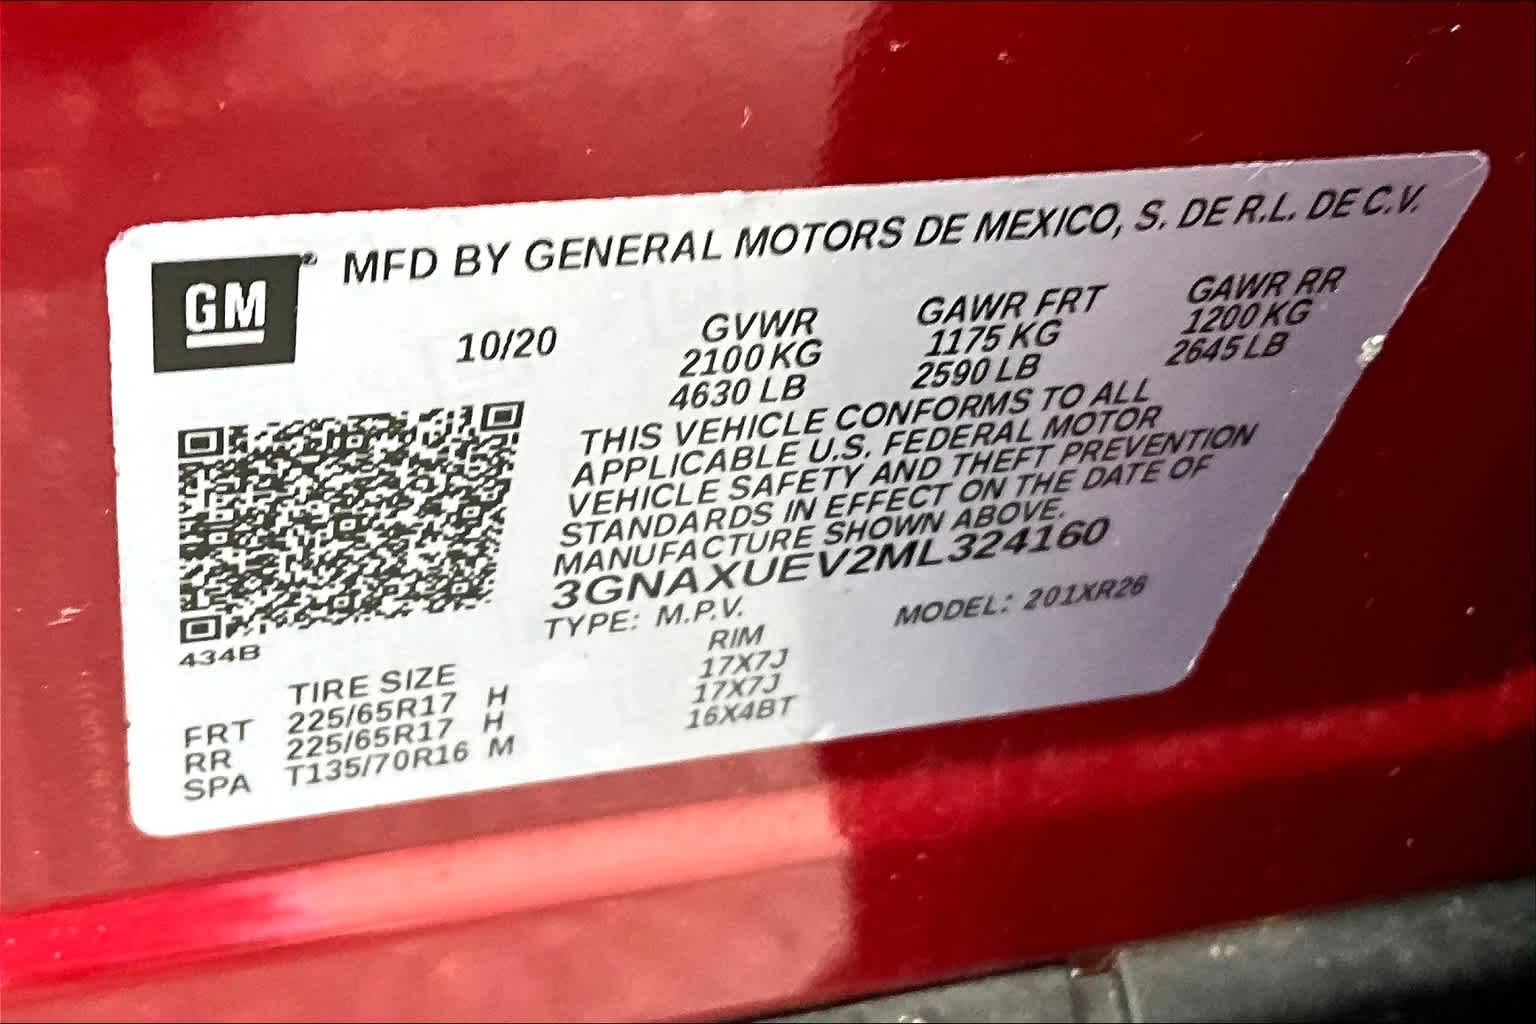 GM MFD BY GENERAL MOTORS DE MEXICO, S. DE R.L. DE C.V.
10/20
GVWR GAWR FRT GAWR RR
2100 KG 1175 KG 1200 KG
4630 LB 2590 LB 2645 LB
THIS VEHICLE CONFORMS TO ALL
APPLICABLE U.S. FEDERAL MOTOR
VEHICLE SAFETY AND THEFT PREVENTION
STANDARDS IN EFFECT ON THE DATE OF
MANUFACTURE SHOWN ABOVE.
3GNAXUEV2ML324160
TYPE: M.P.V. MODEL: 201XR26
434B
TIRE SIZE RIM
FRT 225/65R17 H 17X7J
RR 225/65R17 H 17X7J
SPA T135/70R16 M 16X4BT